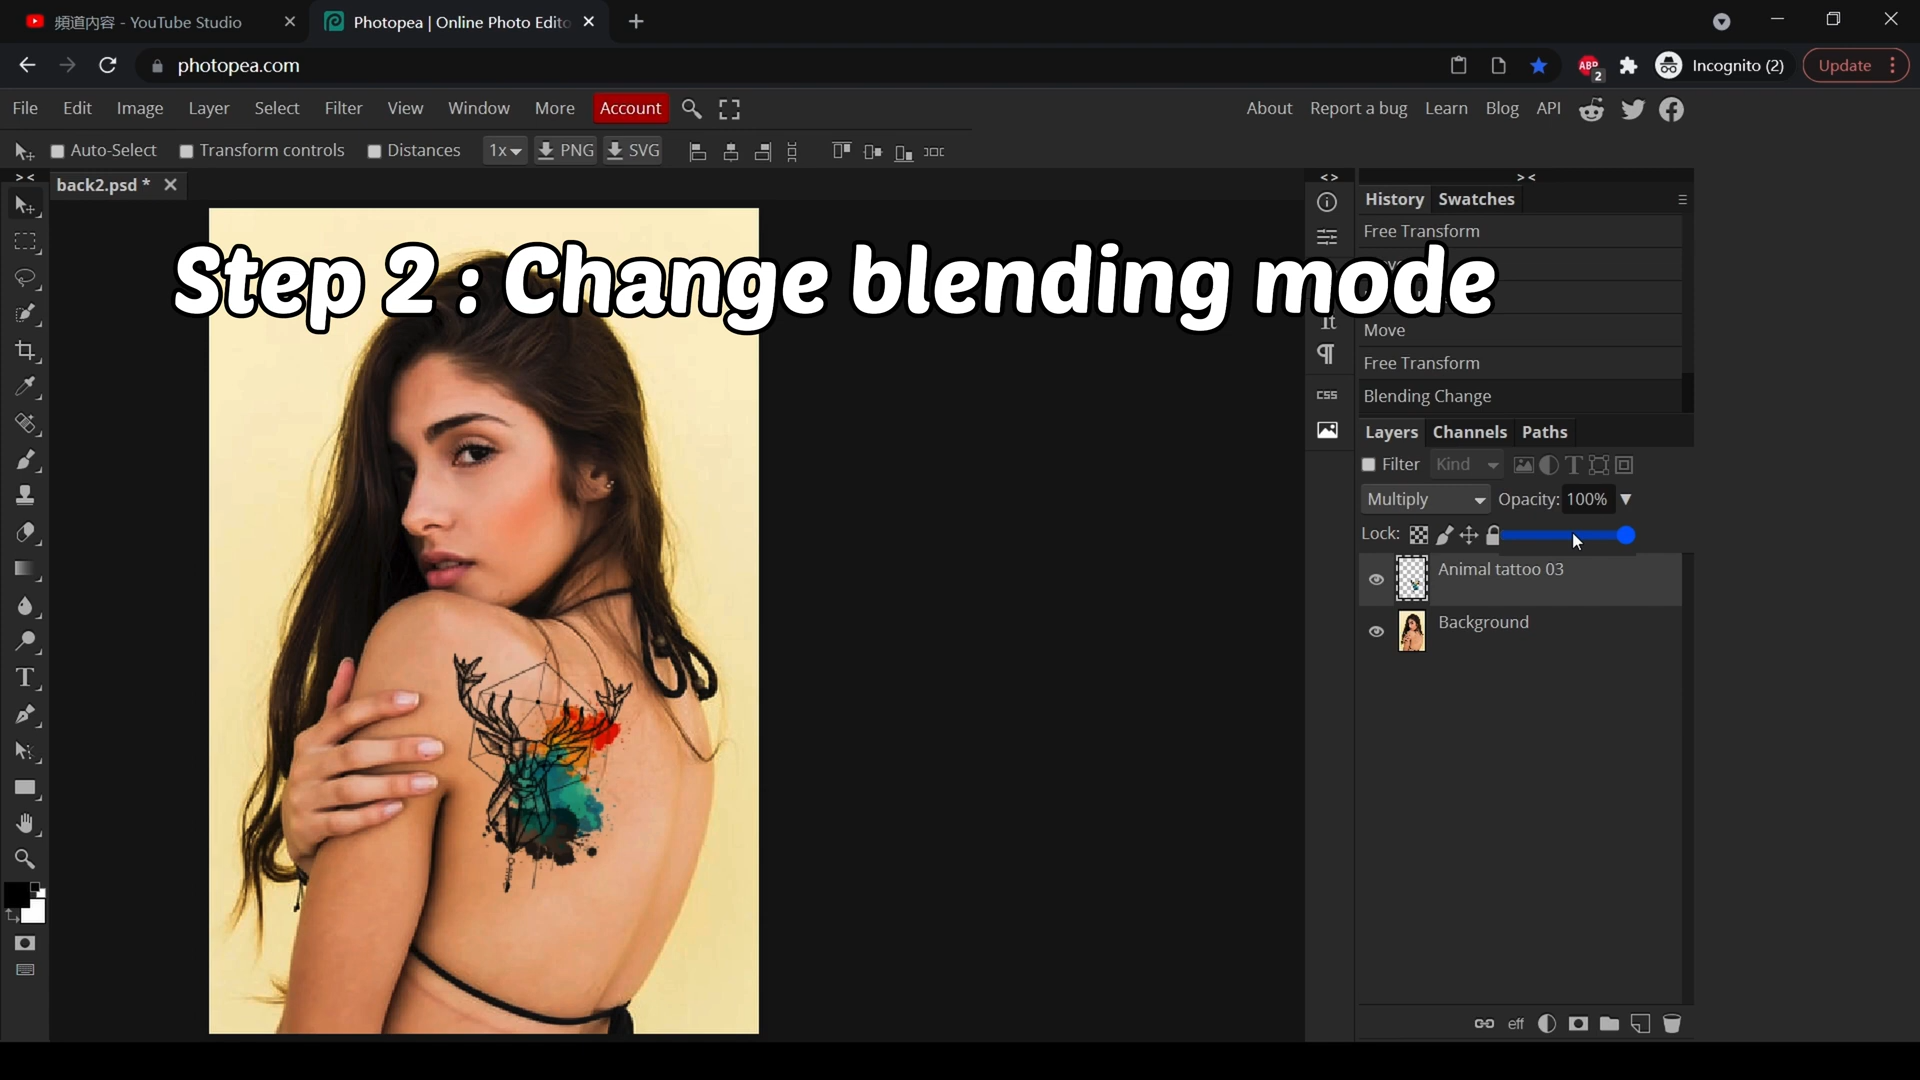 頻道內容 - YouTube Studio
Photopea | Online Photo Edito
photopea.com
ABP
2
Incognito (2)
Update
File Edit Image Layer Select Filter View Window More Account
About Report a bug Learn Blog API
Auto-Select Transform controls Distances 1x PNG SVG
> <
< >
> <
back2.psd *
History Swatches
Free Transform
Step 2 : Change blending mode
Move
Free Transform
Blending Change
CSS
Layers Channels Paths
Filter Kind
Multiply Opacity: 100%
Lock:
Animal tattoo 03
Background
eff